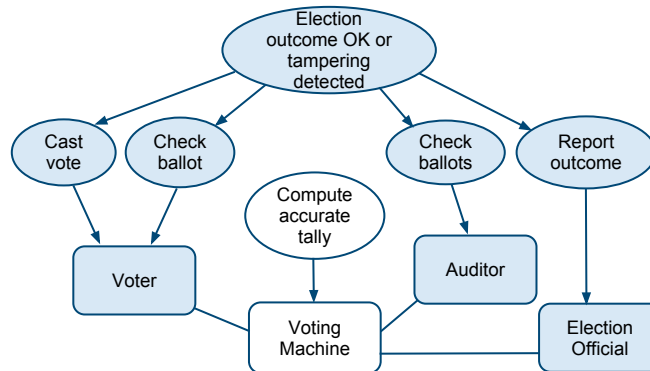 Election
outcome OK or
tampering
detected
Cast
vote
Check
ballot
Check
ballots
Report
outcome
Compute
accurate
tally
Voter
Auditor
Voting
Machine
Election
Official